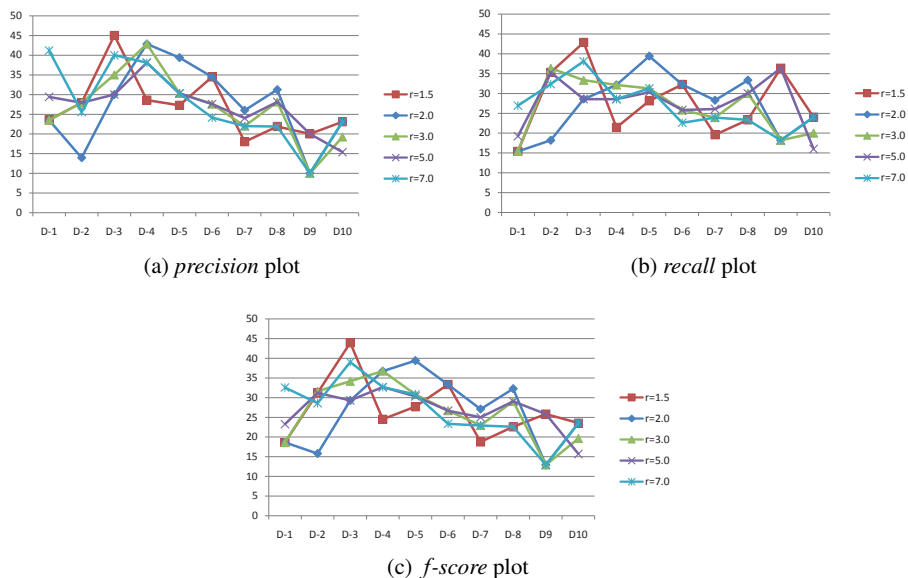 50
45
40
35
30
25
20
15
10
5
0
D-1 D-2 D-3 D-4 D-5 D-6 D-7 D-8 D9 D10
r=1.5
r=2.0
r=3.0
r=5.0
r=7.0
(a) precision plot
50
45
40
35
30
25
20
15
10
5
0
D-1 D-2 D-3 D-4 D-5 D-6 D-7 D-8 D9 D10
r=1.5
r=2.0
r=3.0
r=5.0
r=7.0
(b) recall plot
50
45
40
35
30
25
20
15
10
5
0
D-1 D-2 D-3 D-4 D-5 D-6 D-7 D-8 D9 D10
r=1.5
r=2.0
r=3.0
r=5.0
r=7.0
(c) f-score plot